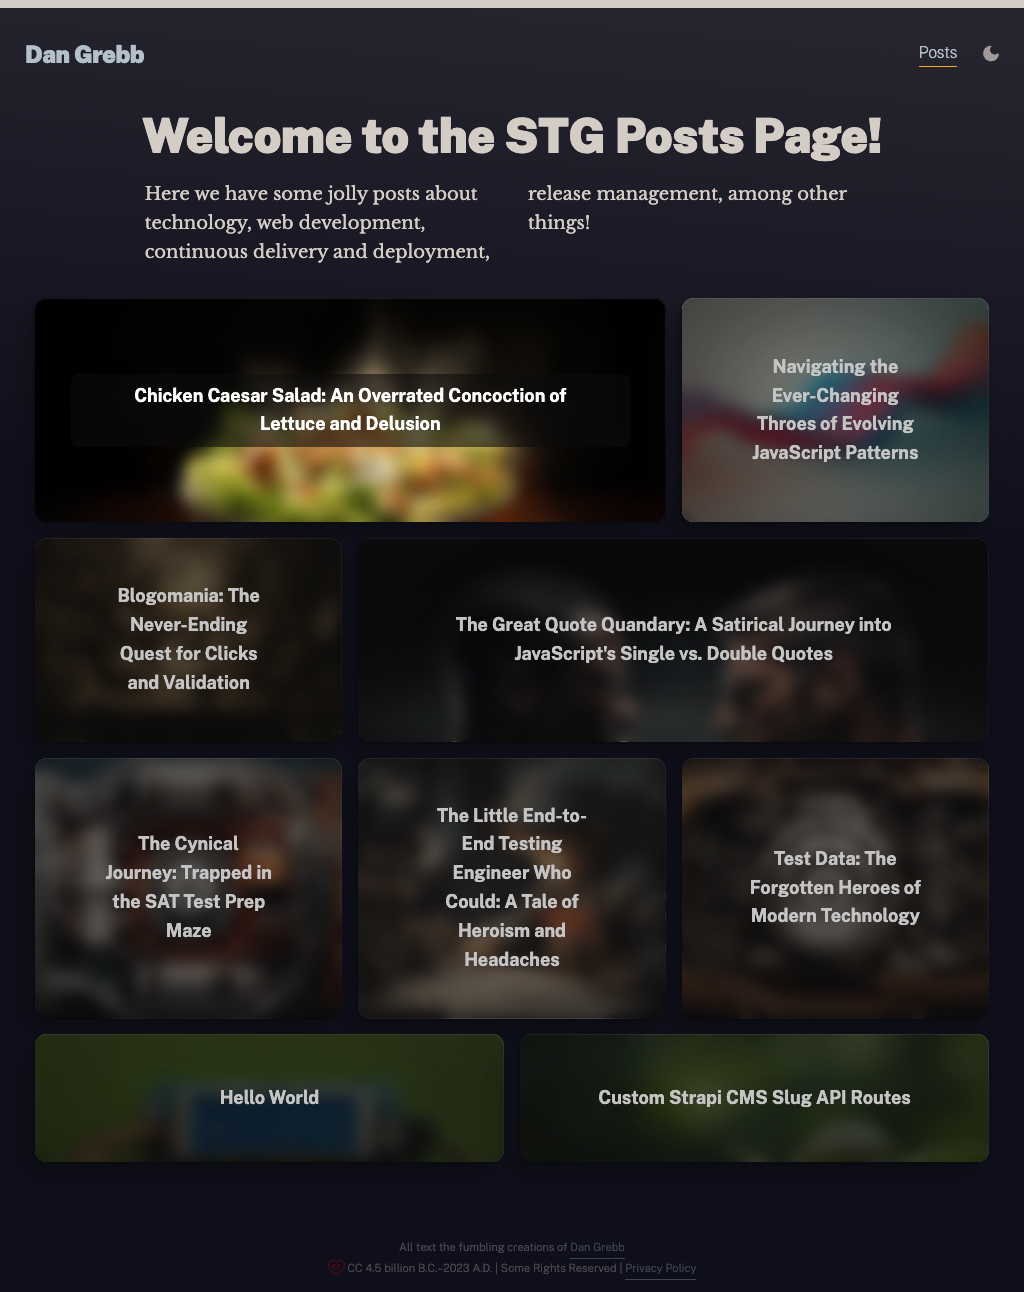 Dan Grebb
Posts
Welcome to the STG Posts Page!
Here we have some jolly posts about
technology, web development,
continuous delivery and deployment,
release management, among other
things!
Chicken Caesar Salad: An Overrated Concoction of
Lettuce and Delusion
Navigating the
Ever-Changing
Throes of Evolving
JavaScript Patterns
Blogomania: The
Never-Ending
Quest for Clicks
and Validation
The Great Quote Quandary: A Satirical Journey into
JavaScript's Single vs. Double Quotes
The Cynical
Journey: Trapped in
the SAT Test Prep
Maze
The Little End-to-
End Testing
Engineer Who
Could: A Tale of
Heroism and
Headaches
Test Data: The
Forgotten Heroes of
Modern Technology
Hello World
Custom Strapi CMS Slug API Routes
All text the fumbling creations of Dan Grebb
CC 4.5 billion B.C.–2023 A.D. | Some Rights Reserved | Privacy Policy